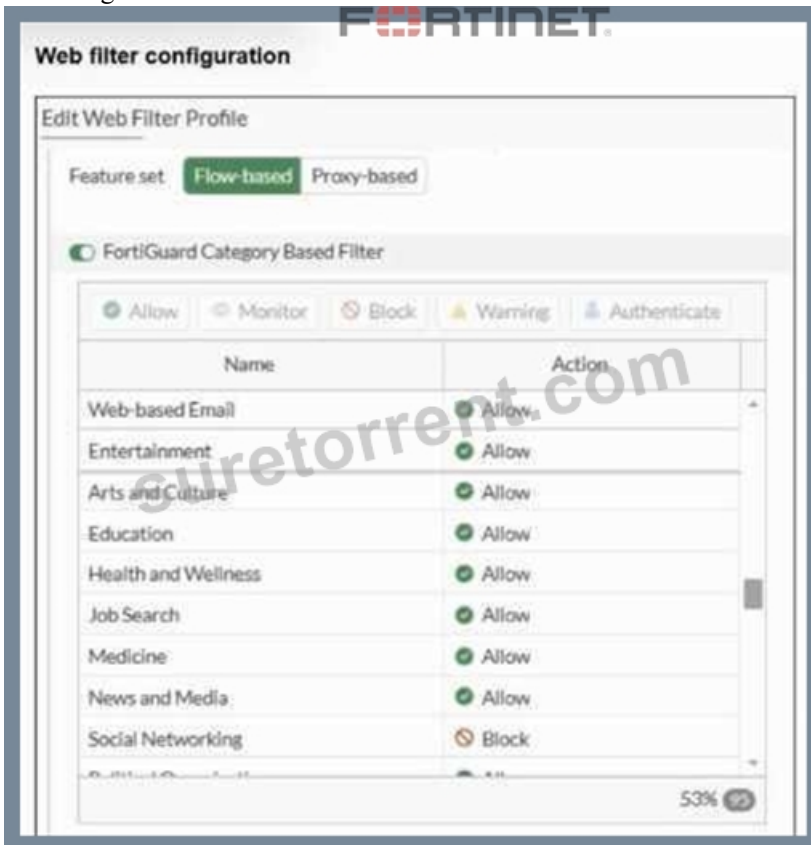 FORTINET
Web filter configuration
Edit Web Filter Profile
Feature set Flow-based Proxy-based
FortiGuard Category Based Filter
Allow Monitor Block Warning Authenticate
Name Action
Web-based Email Allow
Entertainment Allow
Arts and Culture Allow
Education Allow
Health and Wellness Allow
Job Search Allow
Medicine Allow
News and Media Allow
Social Networking Block
53%
suretorrent.com